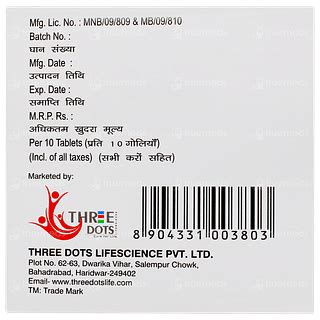 Mfg. Lic. No. : MNB/09/809 & MB/09/810
Batch No. :
घान संख्या
Mfg. Date :
उत्पादन तिथि
Exp. Date :
समाप्ति तिथि
M.R.P. Rs :
अधिकतम खुदरा मूल्य
Per 10 Tablets (प्रति 10 गोलियाँ)
(Incl. of all taxes) (सभी करों सहित)
Marketed by:
THREE
DOTS
8 904331 003803
THREE DOTS LIFESCIENCE PVT. LTD.
Plot No. 62-63, Dwarika Vihar, Salempur Chowk,
Bahadrabad, Haridwar-249402
Email- www.threedotslife.com
TM: Trade Mark